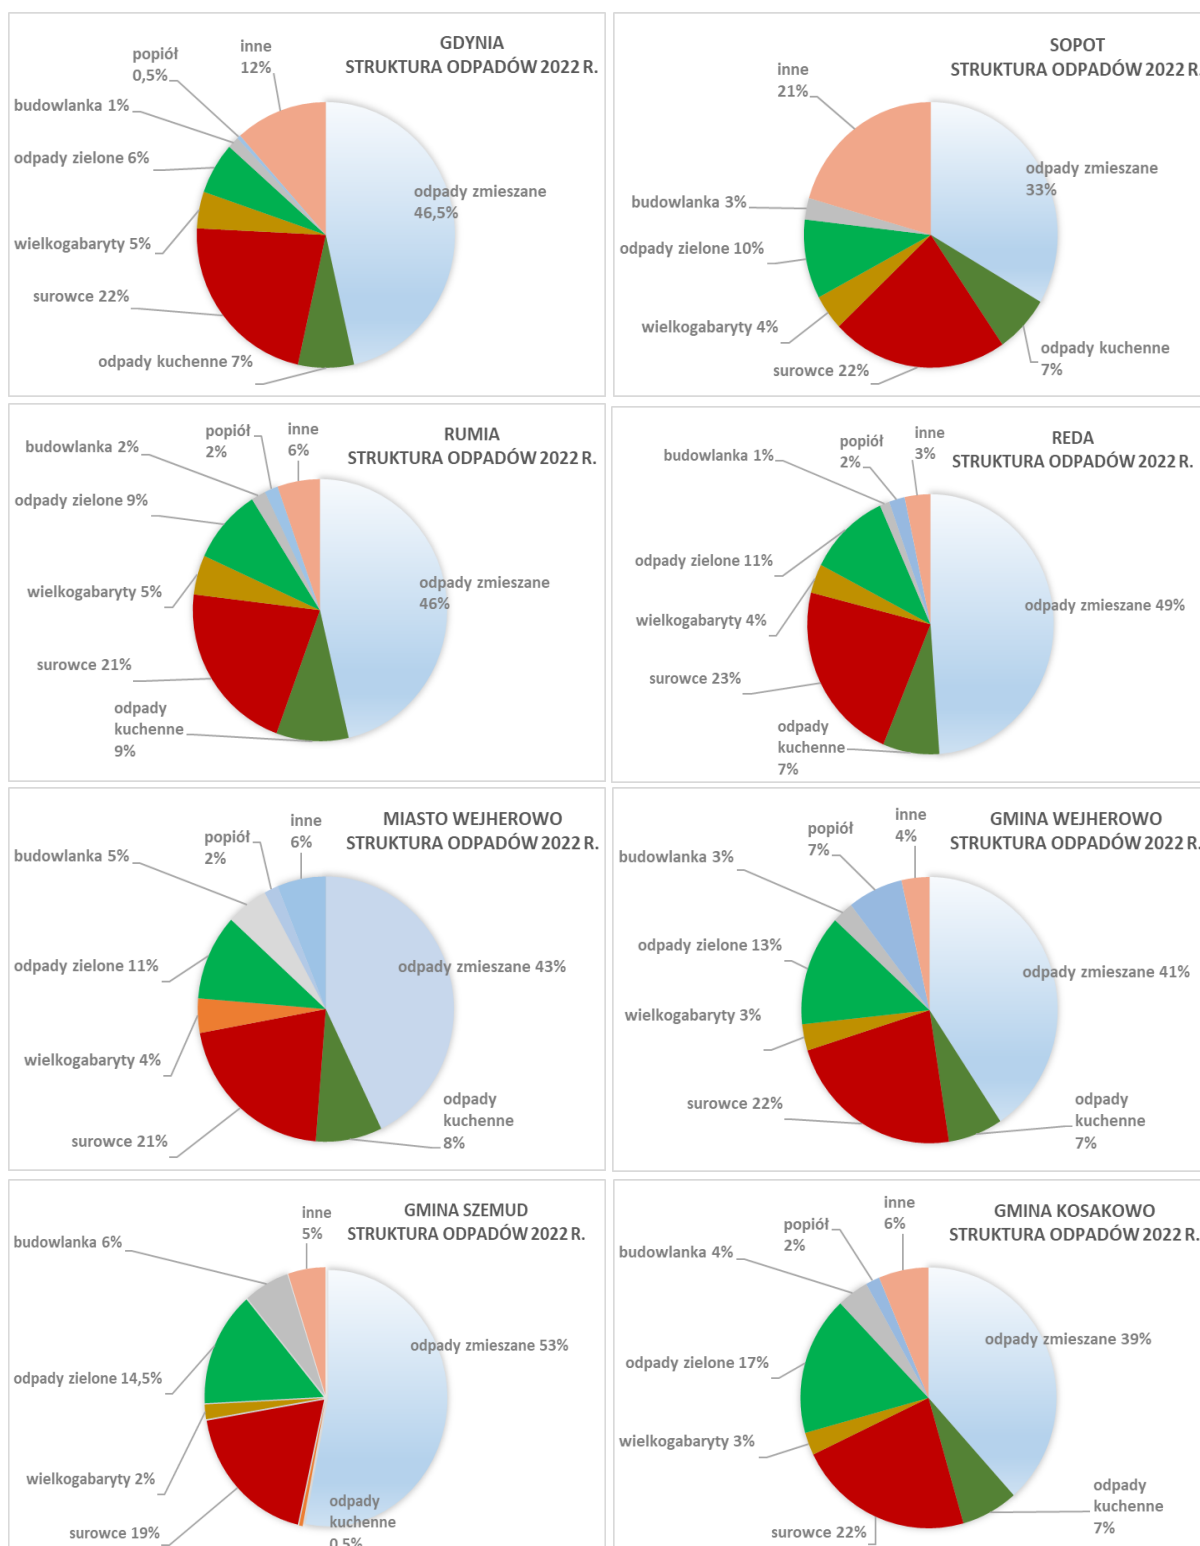 GDYNIA
STRUKTURA ODPADÓW 2022 R.
popiół
0,5%
inne
12%
budowlanka 1%
odpady zielone 6%
odpady zmieszane
46,5%
wielkogabaryty 5%
surowce 22%
odpady kuchenne 7%
SOPOT
STRUKTURA ODPADÓW 2022 R.
inne
21%
odpady zmieszane
33%
budowlanka 3%
odpady zielone 10%
wielkogabaryty 4%
odpady kuchenne
7%
surowce 22%
RUMIA
STRUKTURA ODPADÓW 2022 R.
popiół
2%
inne
6%
budowlanka 2%
odpady zielone 9%
odpady zmieszane
46%
wielkogabaryty 5%
surowce 21%
odpady
kuchenne
9%
REDA
STRUKTURA ODPADÓW 2022 R.
popiół
2%
inne
3%
budowlanka 1%
odpady zielone 11%
odpady zmieszane 49%
wielkogabaryty 4%
surowce 23%
odpady
kuchenne
7%
MIASTO WEJHEROWO
STRUKTURA ODPADÓW 2022 R.
popiół
2%
inne
6%
budowlanka 5%
odpady zielone 11%
odpady zmieszane 43%
wielkogabaryty 4%
odpady
kuchenne
8%
surowce 21%
GMINA WEJHEROWO
STRUKTURA ODPADÓW 2022 R.
popiół
7%
inne
4%
budowlanka 3%
odpady zielone 13%
odpady zmieszane 41%
wielkogabaryty 3%
surowce 22%
odpady
kuchenne
7%
GMINA SZEMUD
STRUKTURA ODPADÓW 2022 R.
inne
5%
budowlanka 6%
odpady zmieszane 53%
odpady zielone 14,5%
wielkogabaryty 2%
odpady
kuchenne
0,5%
surowce 19%
GMINA KOSAKOWO
STRUKTURA ODPADÓW 2022 R.
inne
6%
popiół
2%
budowlanka 4%
odpady zmieszane 39%
odpady zielone 17%
wielkogabaryty 3%
odpady
kuchenne
7%
surowce 22%